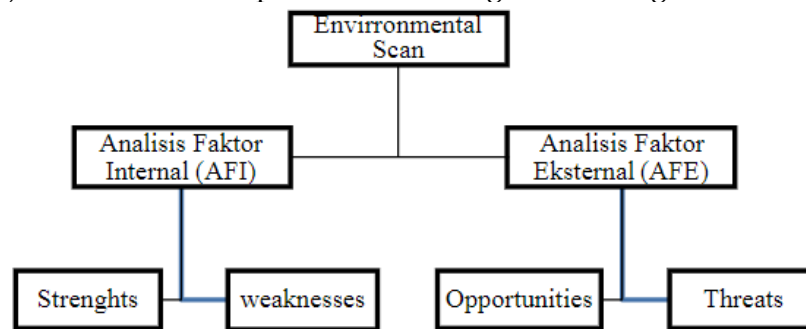 Envirronmental
Scan
Analisis Faktor
Internal (AFI)
Analisis Faktor
Eksternal (AFE)
Strenghts
weaknesses
Opportunities
Threats